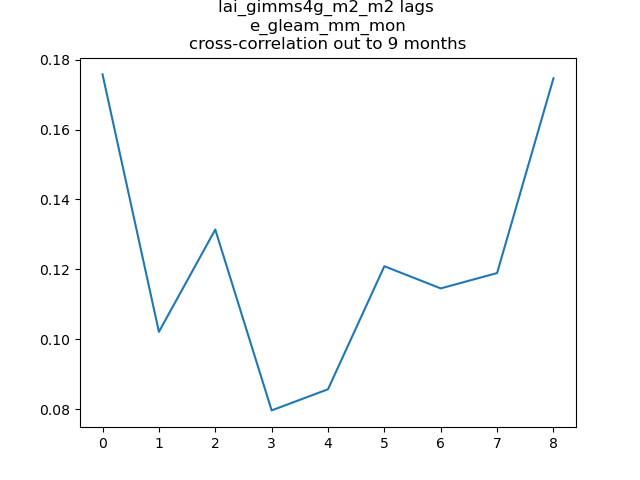 lai_gimms4g_m2_m2 lags
e_gleam_mm_mon
cross-correlation out to 9 months
0.18
0.16
0.14
0.12
0.10
0.08
0 1 2 3 4 5 6 7 8